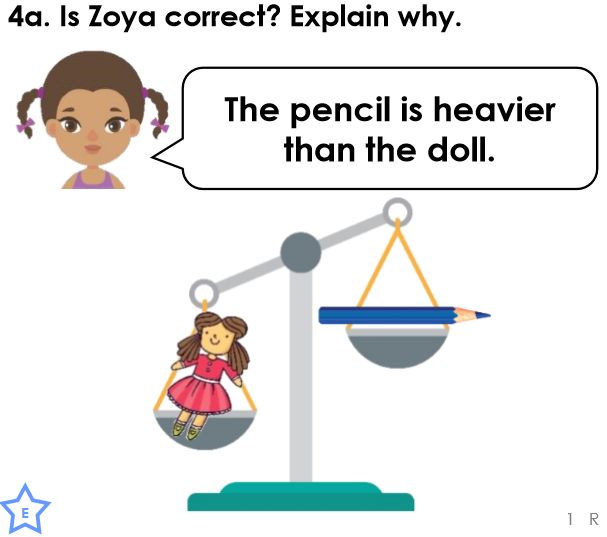 4a. Is Zoya correct? Explain why.
The pencil is heavier
than the doll.
E
1 R